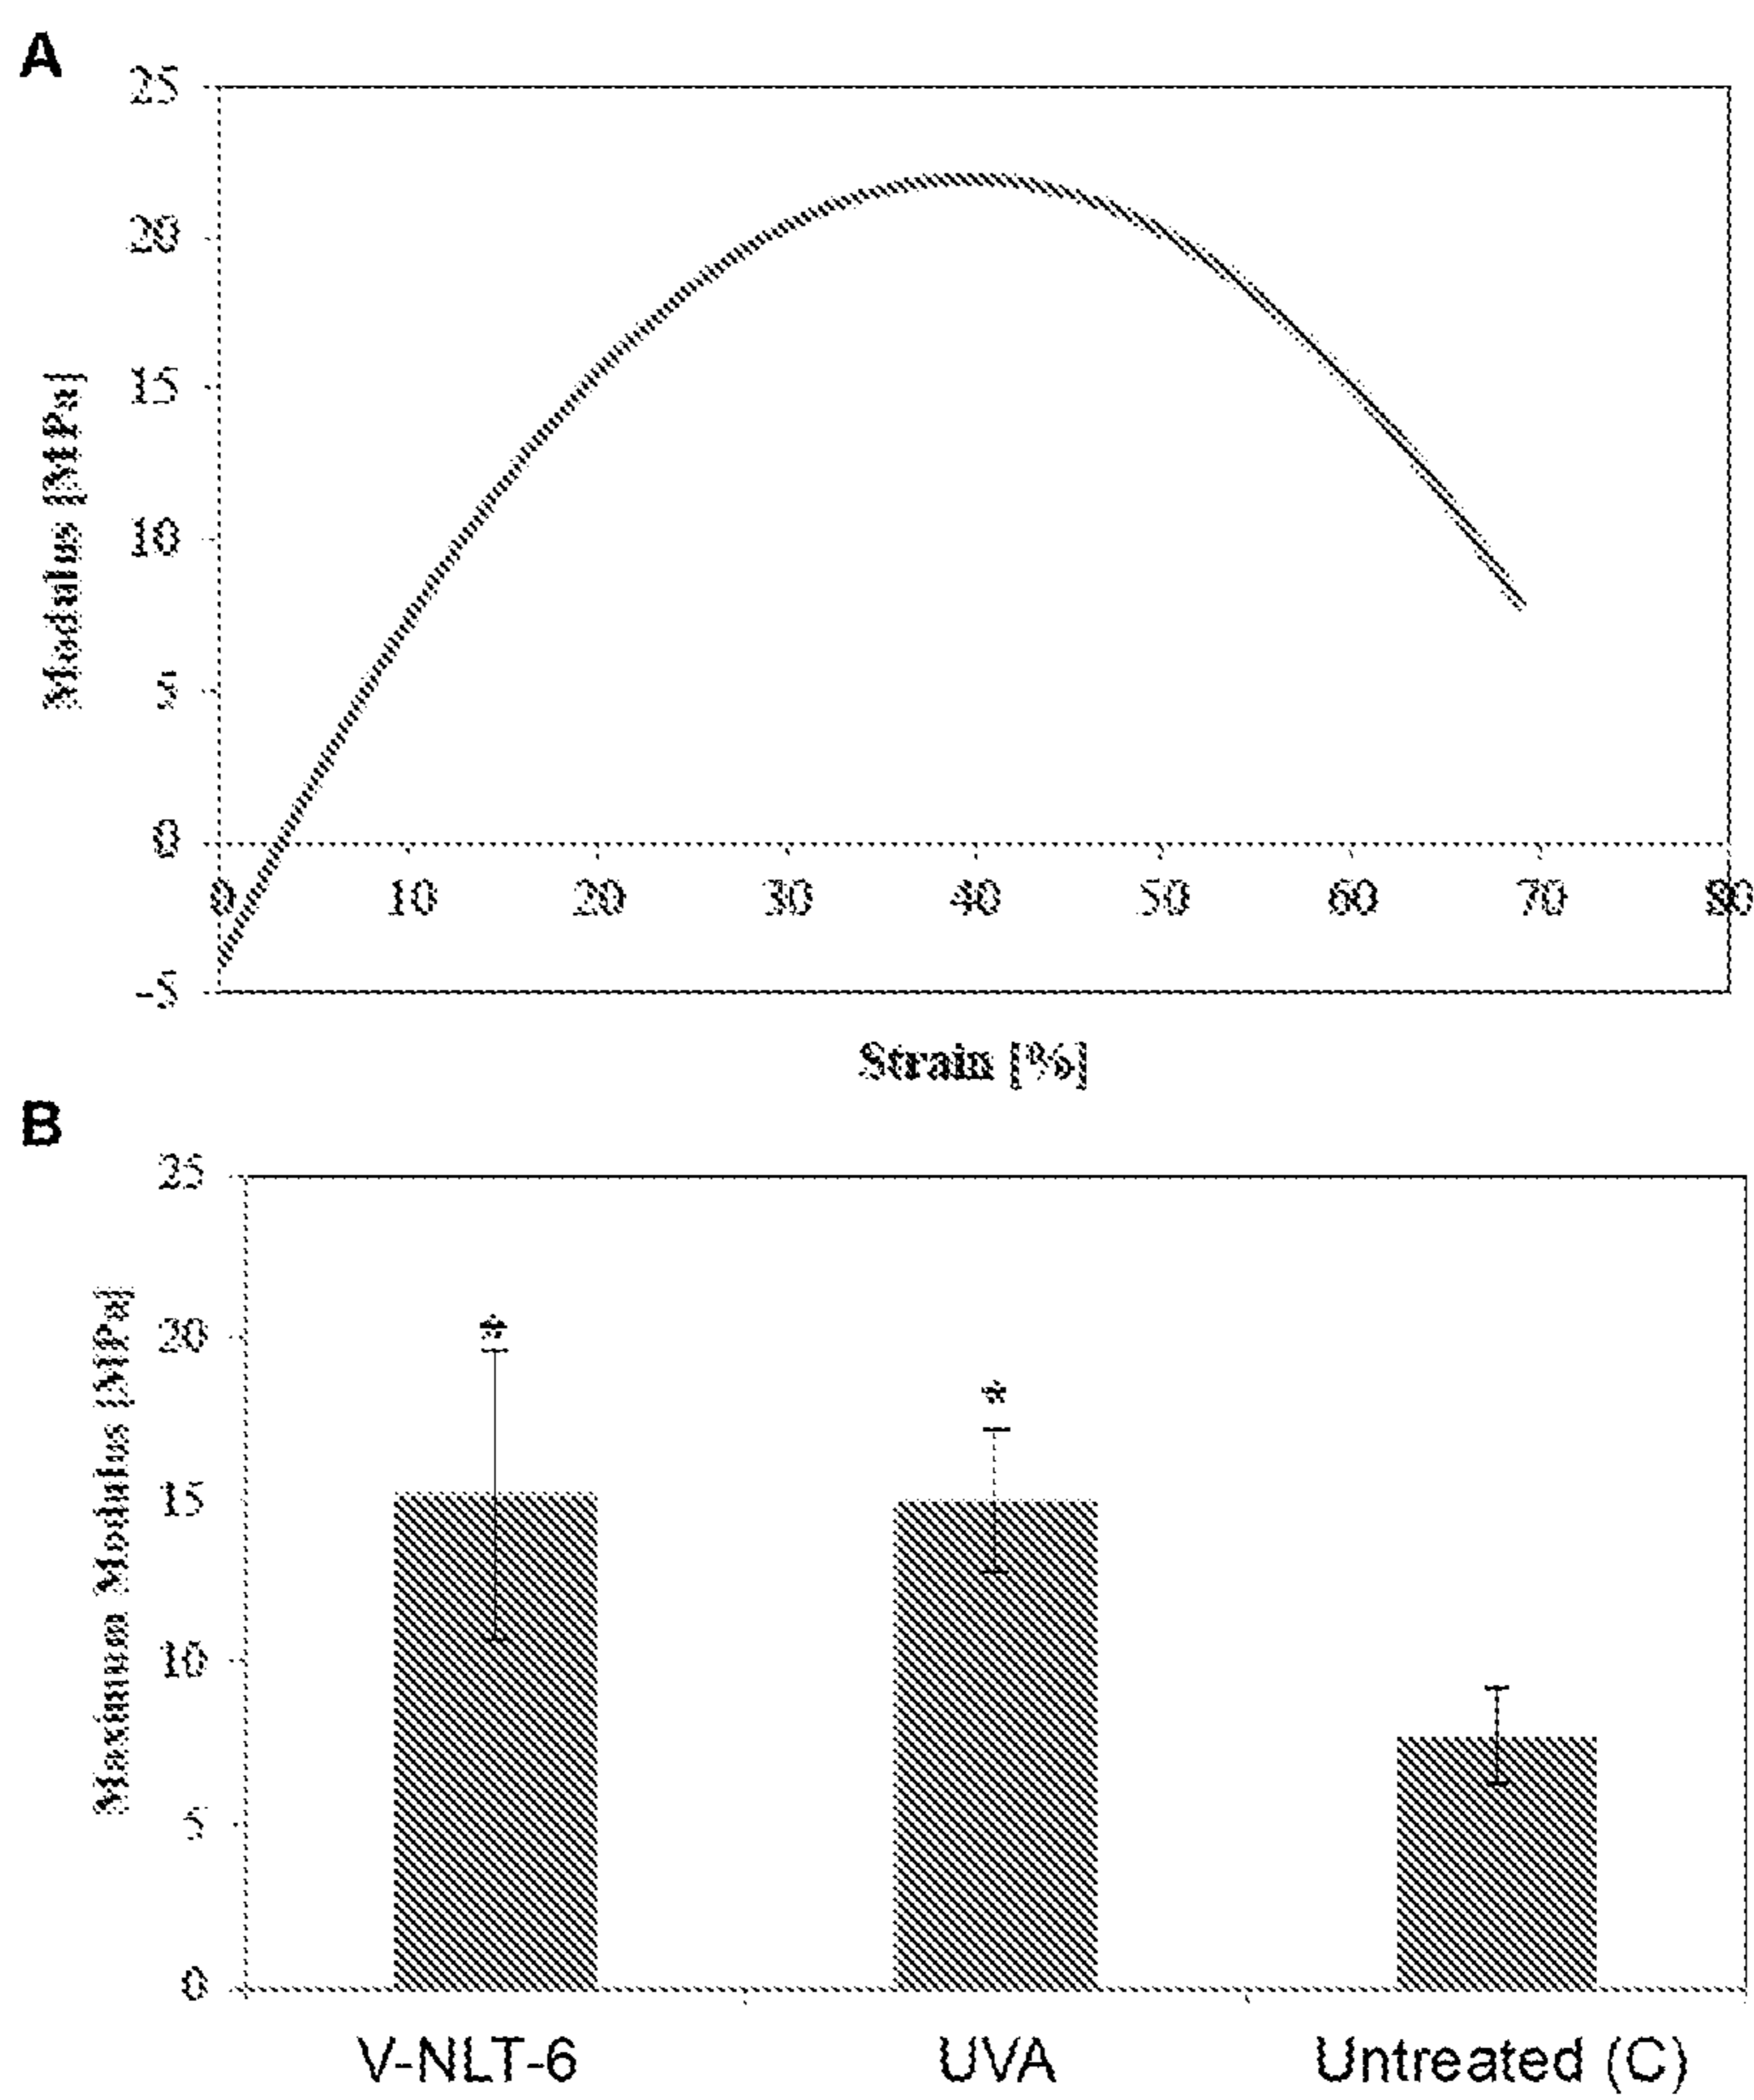 A
25
20
15
10
5
0
-5
Modulus [MPa]
0 10 20 30 40 50 60 70 80
Strain [%]
B
25
20
15
10
5
0
Maximum Modulus [MPa]
*
*
V-NLT-6 UVA Untreated (C)